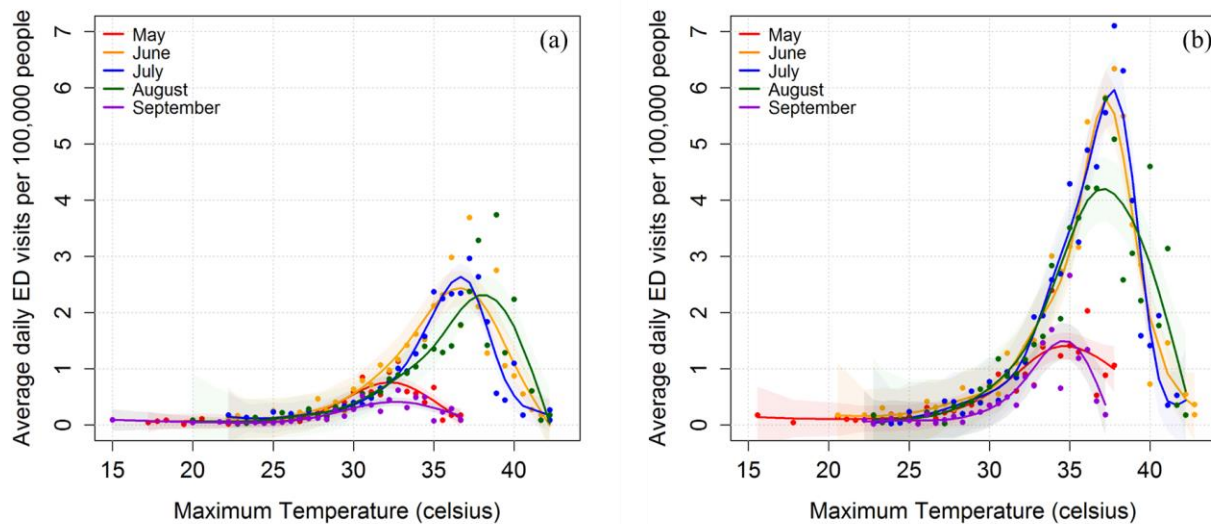 Average daily ED visits per 100,000 people
7
6
5
4
3
2
1
0
May
June
July
August
September
(a)
15
20
25
30
35
40
Maximum Temperature (celsius)
Average daily ED visits per 100,000 people
7
6
5
4
3
2
1
0
May
June
July
August
September
(b)
15
20
25
30
35
40
Maximum Temperature (celsius)